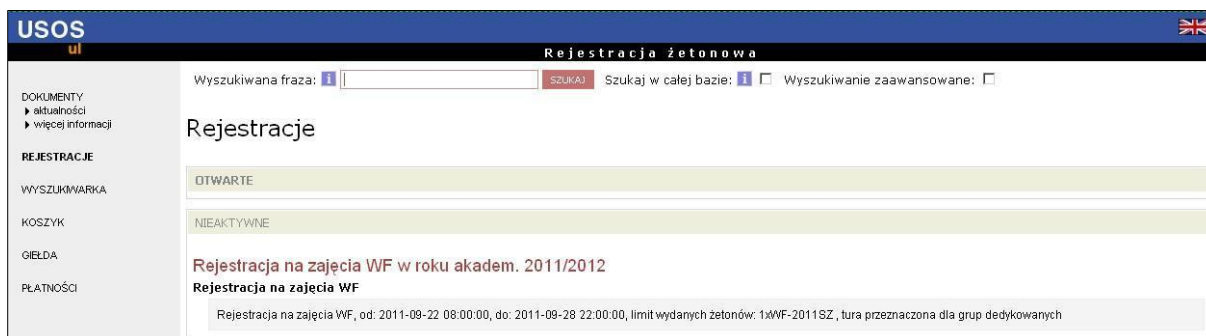 USOS
ul
Rejestracja żetonowa
Wyszukiwana fraza: i SZUKAJ Szukaj w całej bazie: i Wyszukiwanie zaawansowane:
DOKUMENTY
aktualności
więcej informacji
REJESTRACJE
WYSZUKIWARKA
KOSZYK
GIEŁDA
PŁATNOŚCI
Rejestracje
OTWARTE
NIEAKTYWNE
Rejestracja na zajęcia WF w roku akadem. 2011/2012
Rejestracja na zajęcia WF
Rejestracja na zajęcia WF, od: 2011-09-22 08:00:00, do: 2011-09-28 22:00:00, limit wydanych żetonów: 1xWF-2011SZ , tura przeznaczona dla grup dedykowanych